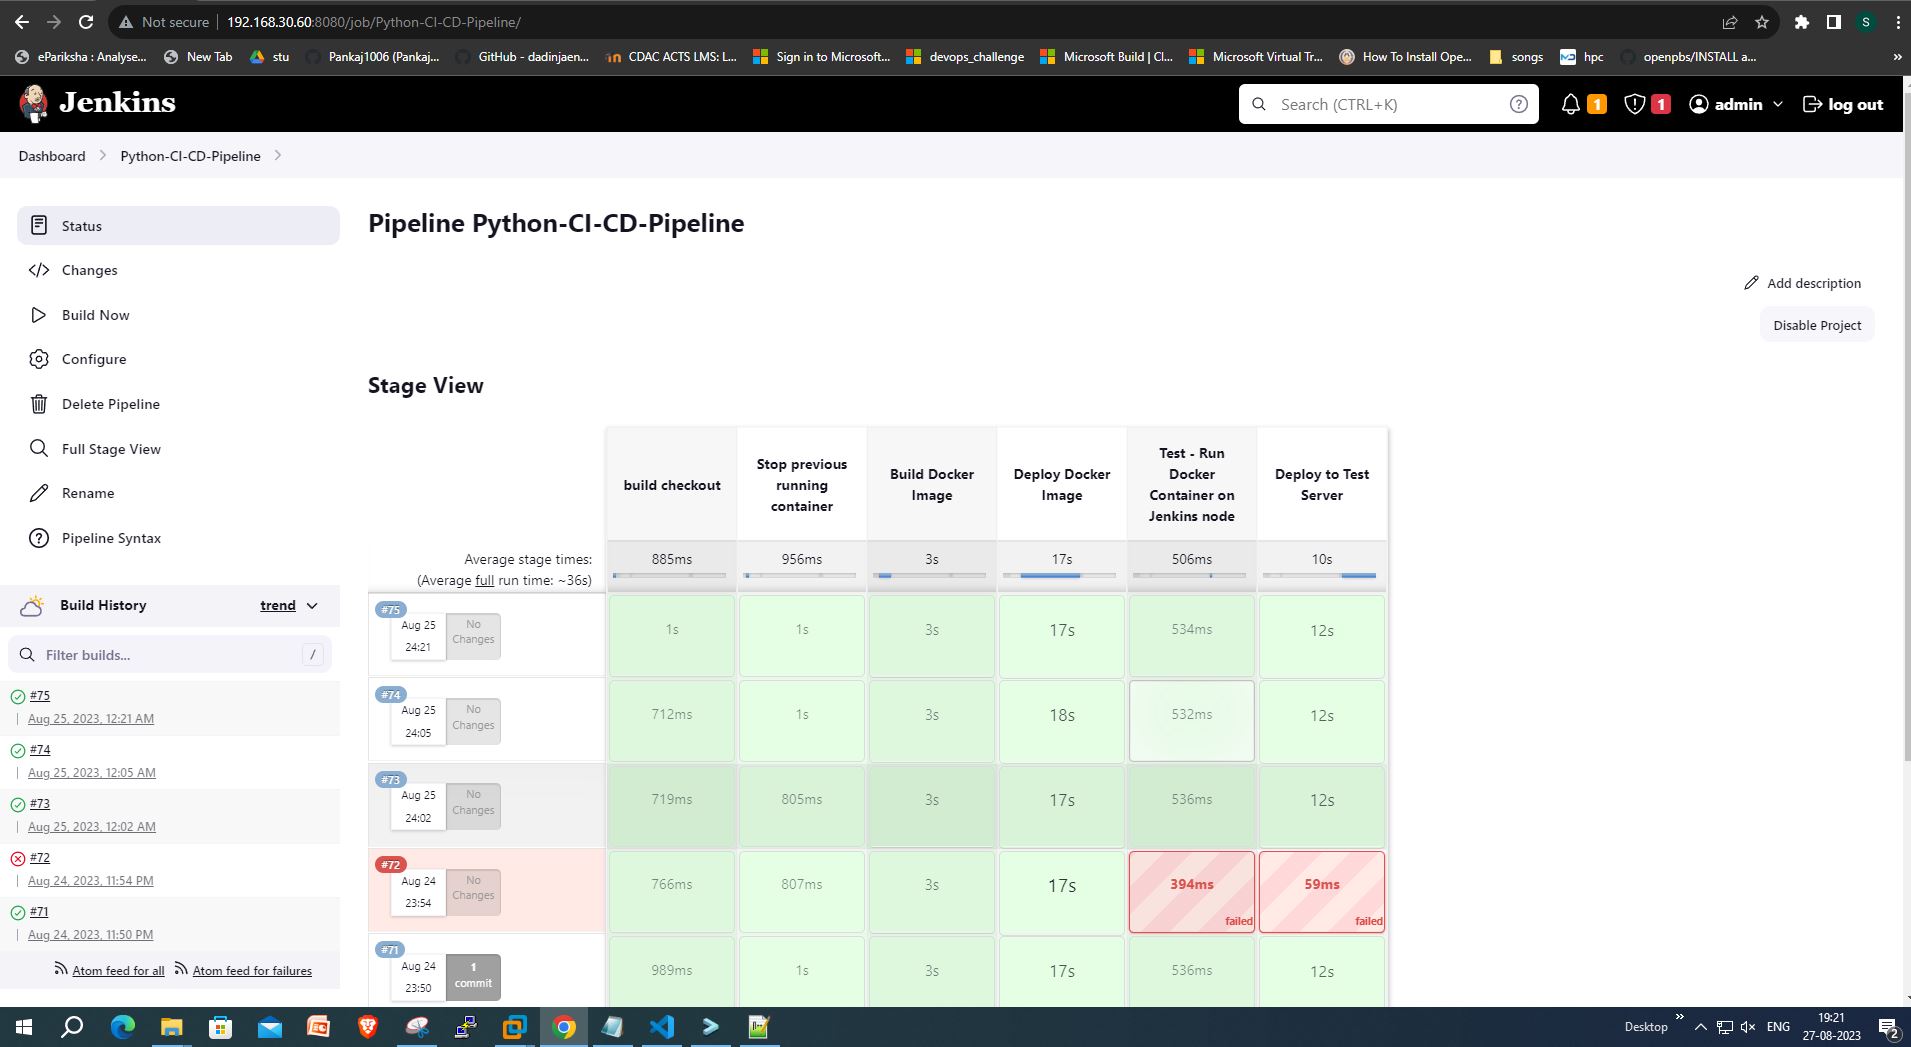 Not secure
192.168.30.60:8080/job/Python-CI-CD-Pipeline/
ePariksha : Analyse...
New Tab
stu
Pankaj1006 (Pankaj...
GitHub - dadinjaen...
in CDAC ACTS LMS: L...
Sign in to Microsoft...
devops_challenge
Microsoft Build | Cl...
Microsoft Virtual Tr...
How To Install Ope...
songs
hpc
openpbs/INSTALL a...
»
S
Jenkins
Search (CTRL+K)
1
1
admin
log out
Dashboard
Python-CI-CD-Pipeline
Status
Changes
Build Now
Configure
Delete Pipeline
Full Stage View
Rename
Pipeline Syntax
Build History
trend
Filter builds...
/
#75
Aug 25, 2023, 12:21 AM
#74
Aug 25, 2023, 12:05 AM
#73
Aug 25, 2023, 12:02 AM
#72
Aug 24, 2023, 11:54 PM
#71
Aug 24, 2023, 11:50 PM
Atom feed for all
Atom feed for failures
Pipeline Python-CI-CD-Pipeline
Add description
Disable Project
Stage View
build checkout
Stop previous
running
container
Build Docker
Image
Deploy Docker
Image
Test - Run
Docker
Container on
Jenkins node
Deploy to Test
Server
Average stage times:
(Average full run time: ~36s)
885ms
956ms
3s
17s
506ms
10s
#75
Aug 25
24:21
No
Changes
1s
1s
3s
17s
534ms
12s
#74
Aug 25
24:05
No
Changes
712ms
1s
3s
18s
532ms
12s
#73
Aug 25
24:02
No
Changes
719ms
805ms
3s
17s
536ms
12s
#72
Aug 24
23:54
No
Changes
766ms
807ms
3s
17s
394ms
failed
59ms
failed
#71
Aug 24
23:50
1
commit
989ms
1s
3s
17s
536ms
12s
Desktop
»
ENG
19:21
27-08-2023
2